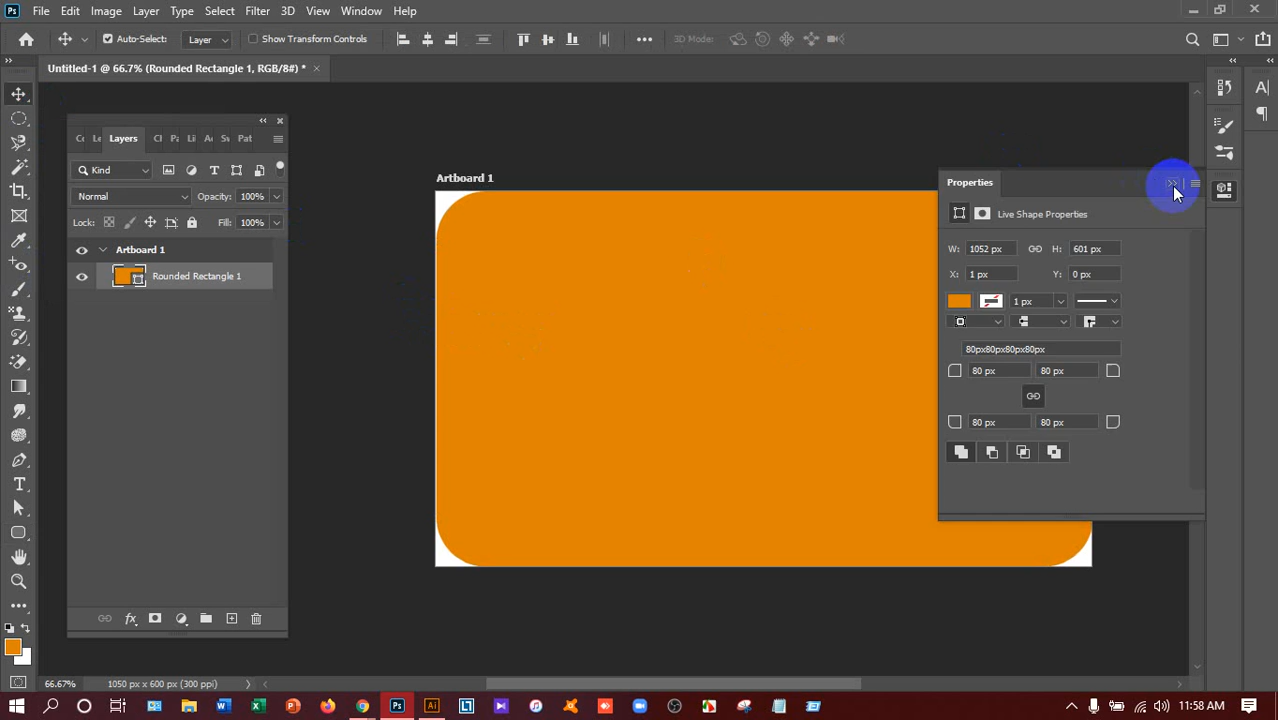 Ps File Edit Image Layer Type Select Filter 3D View Window Help
Auto-Select: Layer Show Transform Controls 3D Mode:
Untitled-1 @ 66.7% (Rounded Rectangle 1, RGB/8#) *
Layers Pat
Kind
Normal Opacity: 100%
Lock: Fill: 100%
Artboard 1
Rounded Rectangle 1
Artboard 1
Properties
Live Shape Properties
W: 1052 px H: 601 px
X: 1 px Y: 0 px
1 px
80px80px80px80px
80 px 80 px
80 px 80 px
66.67% 1050 px x 600 px (300 ppi)
Ps Ai
11:58 AM